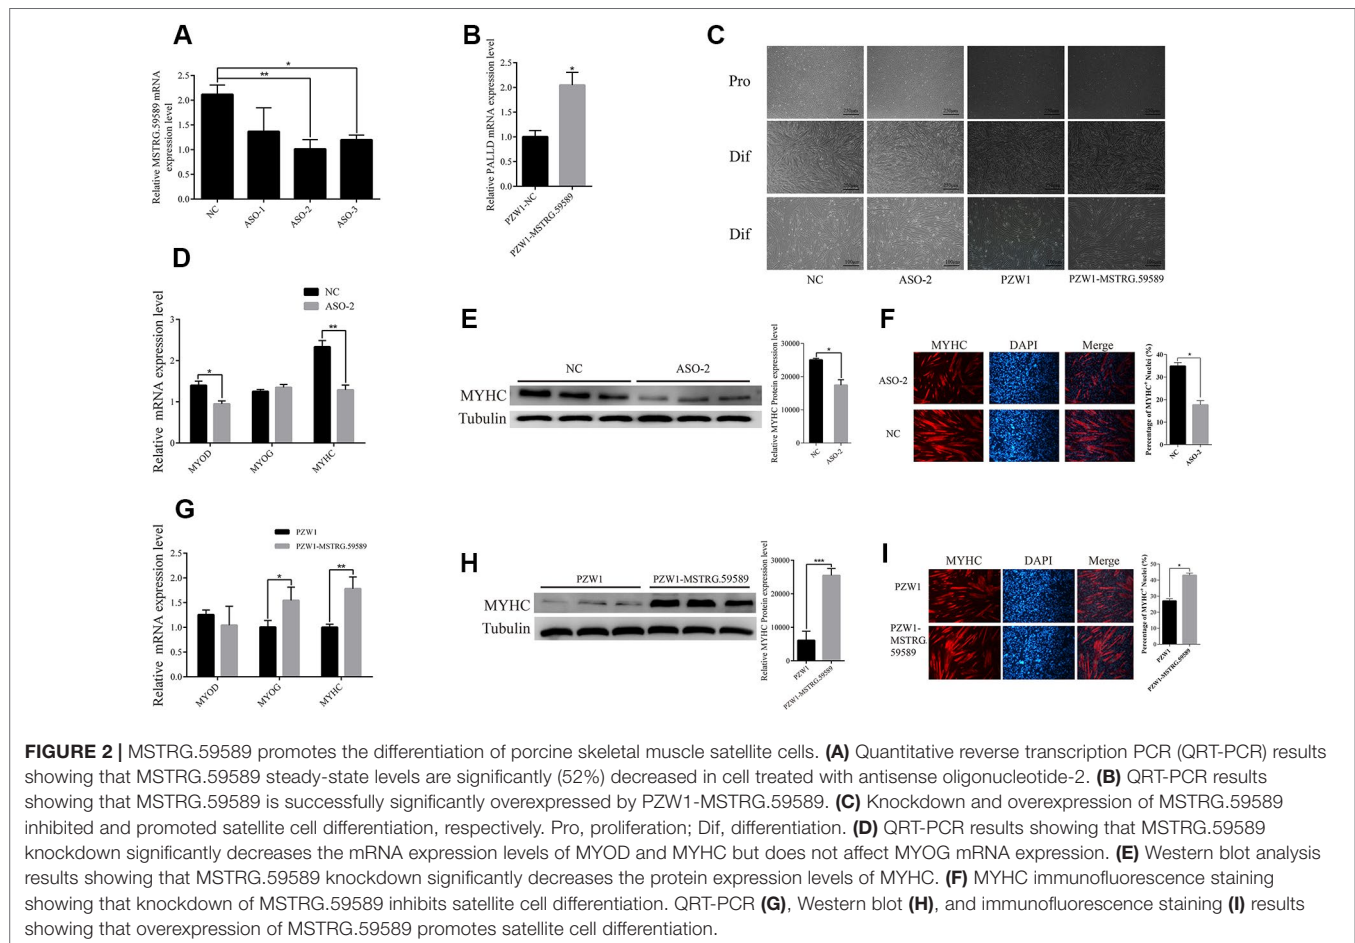 A
Relative MSTRG.59589 mRNA
expression level
2.5
2.0
1.5
1.0
0.5
0.0
*
**
NC
ASO-1
ASO-2
ASO-3
B
Relative PALLD mRNA expression level
2.5
2.0
1.5
1.0
0.5
0.0
*
PZW1-NC
PZW1-MSTRG.59589
C
Pro
Dif
Dif
NC
ASO-2
PZW1
PZW1-MSTRG.59589
D
NC
ASO-2
Relative mRNA expression level
3
2
1
0
*
**
MYOD
MYOG
MYHC
E
NC
ASO-2
MYHC
Tubulin
Relative MYHC Protein expression level
30000
20000
10000
0
*
NC
ASO-2
F
MYHC
DAPI
Merge
ASO-2
NC
Percentage of MYHC⁺ Nuclei (%)
40
30
20
10
0
*
NC
ASO-2
G
PZW1
PZW1-MSTRG.59589
Relative mRNA expression level
2.5
2.0
1.5
1.0
0.5
0.0
*
**
MYOD
MYOG
MYHC
H
PZW1
PZW1-MSTRG.59589
MYHC
Tubulin
Relative MYHC Protein expression level
30000
20000
10000
0
***
PZW1
PZW1-MSTRG.59589
I
MYHC
DAPI
Merge
PZW1
PZW1-
MSTRG.
59589
Percentage of MYHC⁺ Nuclei (%)
50
40
30
20
10
0
*
PZW1
PZW1-MSTRG.59589
FIGURE 2 | MSTRG.59589 promotes the differentiation of porcine skeletal muscle satellite cells. (A) Quantitative reverse transcription PCR (QRT-PCR) results
showing that MSTRG.59589 steady-state levels are significantly (52%) decreased in cell treated with antisense oligonucleotide-2. (B) QRT-PCR results
showing that MSTRG.59589 is successfully significantly overexpressed by PZW1-MSTRG.59589. (C) Knockdown and overexpression of MSTRG.59589
inhibited and promoted satellite cell differentiation, respectively. Pro, proliferation; Dif, differentiation. (D) QRT-PCR results showing that MSTRG.59589
knockdown significantly decreases the mRNA expression levels of MYOD and MYHC but does not affect MYOG mRNA expression. (E) Western blot analysis
results showing that MSTRG.59589 knockdown significantly decreases the protein expression levels of MYHC. (F) MYHC immunofluorescence staining
showing that knockdown of MSTRG.59589 inhibits satellite cell differentiation. QRT-PCR (G), Western blot (H), and immunofluorescence staining (I) results
showing that overexpression of MSTRG.59589 promotes satellite cell differentiation.